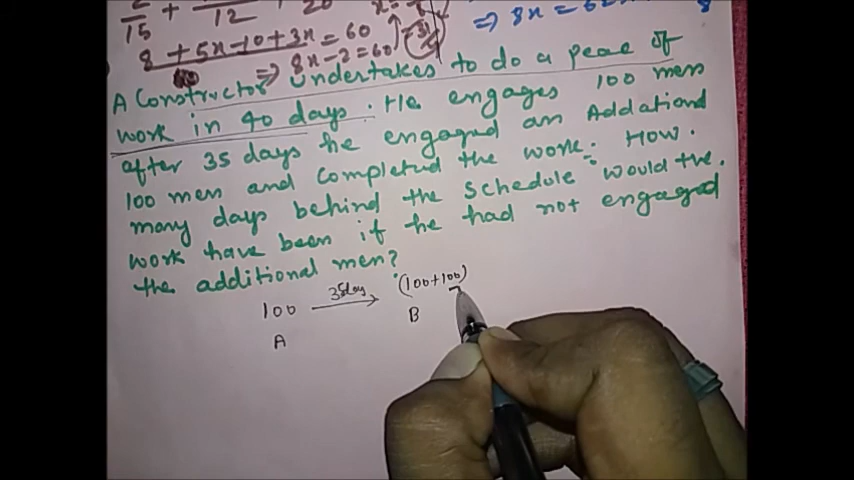 15 + 12 20
8 + 5x-10+3x = 60
⇒ 8x-2=60
⇒ 8x =
A Constructor undertakes to do a peace of
work in 40 days. He engages 100 men
after 35 days he engaged an Addational
100 men and completed the work. How.
many days behind the schedule would the.
work have been if he had not engaged
the additional men?
100 35day (100+100)
A B